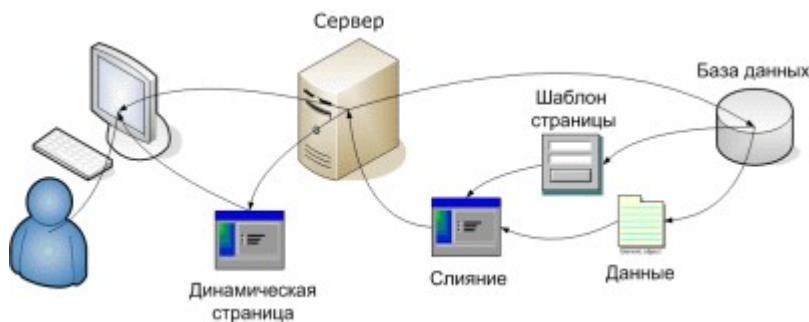 Сервер
База данных
Шаблон
страницы
Слияние
Данные
Динамическая
страница